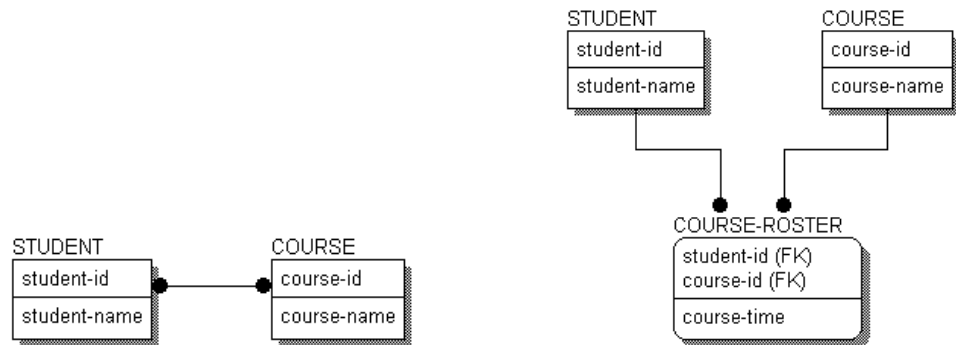 STUDENT
student-id
student-name
COURSE
course-id
course-name
STUDENT
student-id
student-name
COURSE
course-id
course-name
COURSE-ROSTER
student-id (FK)
course-id (FK)
course-time